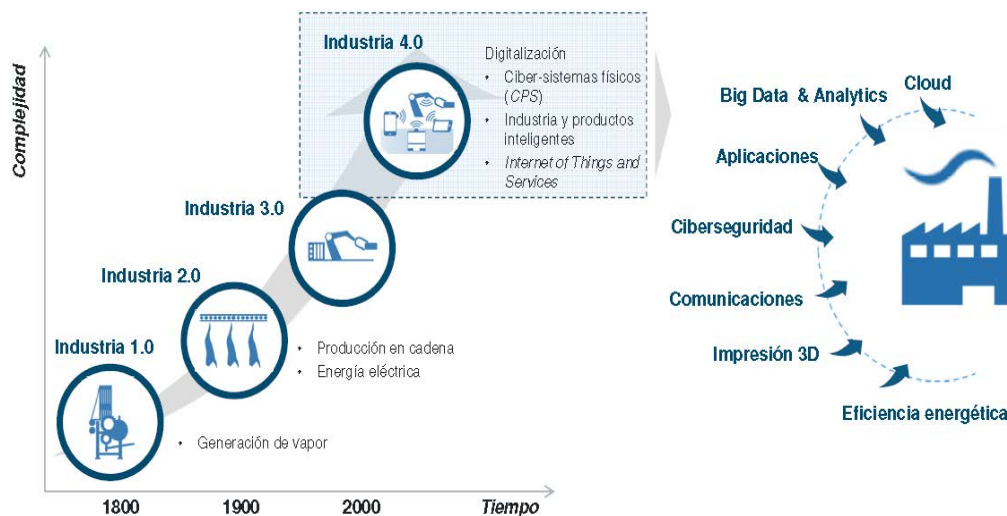 Complejidad
Industria 4.0
Digitalización
• Ciber-sistemas físicos
(CPS)
• Industria y productos
inteligentes
• Internet of Things and
Services
Industria 3.0
Industria 2.0
• Producción en cadena
• Energía eléctrica
Industria 1.0
• Generación de vapor
1800
1900
2000
Tiempo
Cloud
Big Data & Analytics
Aplicaciones
Ciberseguridad
Comunicaciones
Impresión 3D
Eficiencia energética